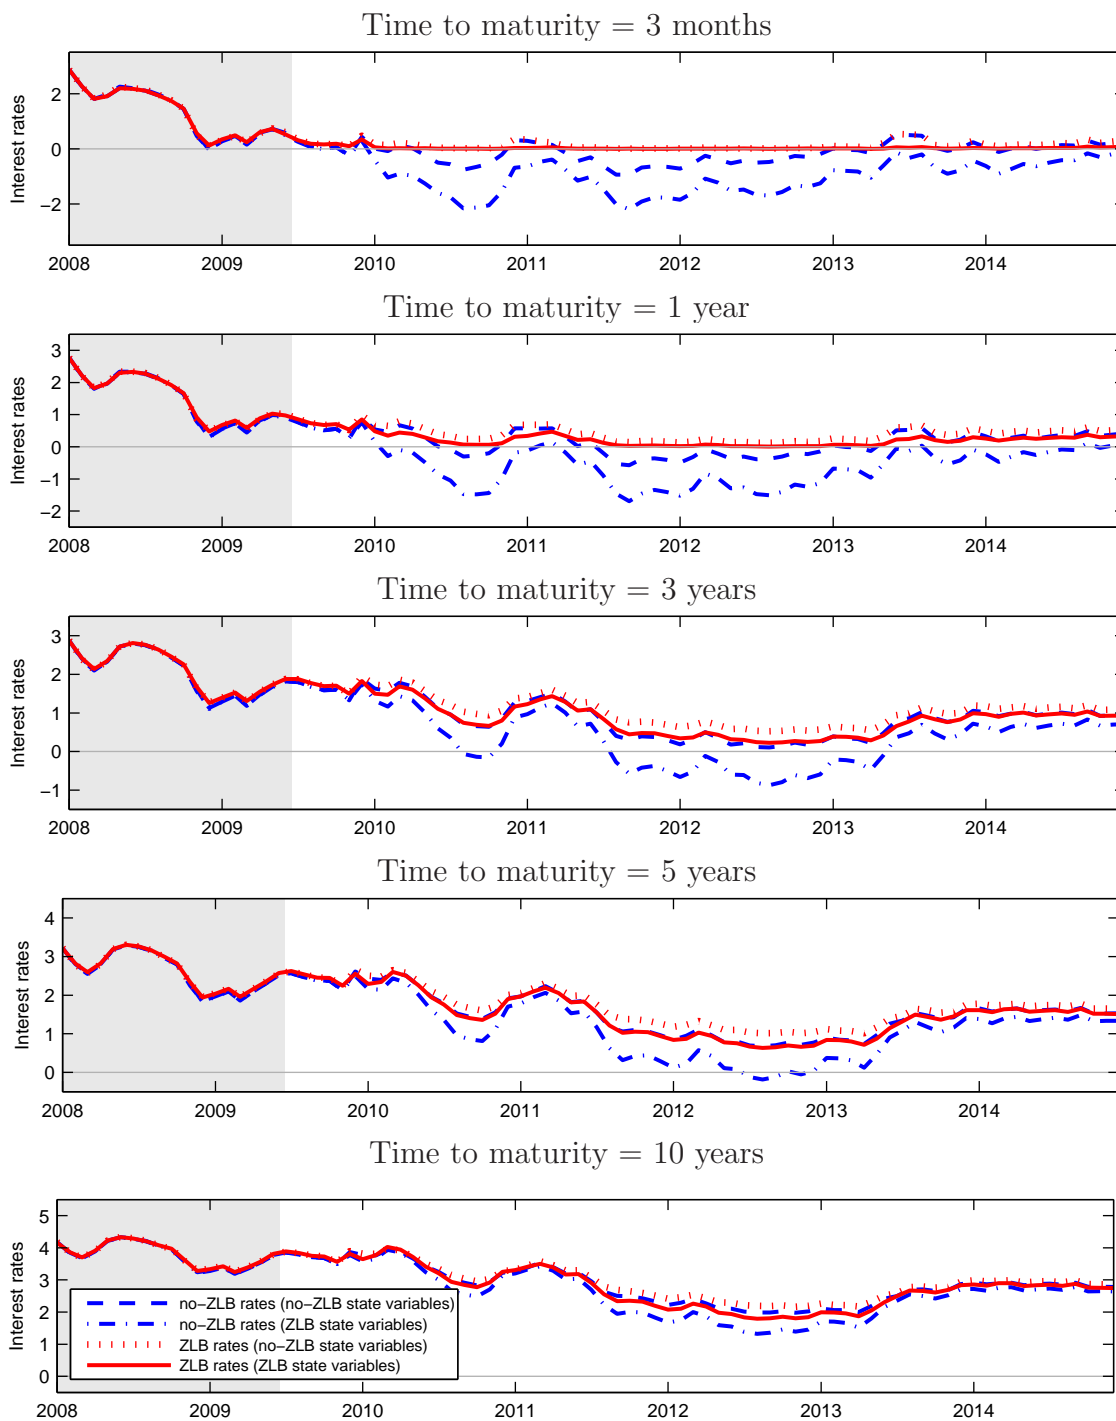 Time to maturity = 3 months
Interest rates
2
0
−2
2008 2009 2010 2011 2012 2013 2014
Time to maturity = 1 year
Interest rates
3
2
1
0
−1
−2
2008 2009 2010 2011 2012 2013 2014
Time to maturity = 3 years
Interest rates
3
2
1
0
−1
2008 2009 2010 2011 2012 2013 2014
Time to maturity = 5 years
Interest rates
4
3
2
1
0
2008 2009 2010 2011 2012 2013 2014
Time to maturity = 10 years
Interest rates
5
4
3
2
1
0
no-ZLB rates (no-ZLB state variables)
no-ZLB rates (ZLB state variables)
ZLB rates (no-ZLB state variables)
ZLB rates (ZLB state variables)
2008 2009 2010 2011 2012 2013 2014